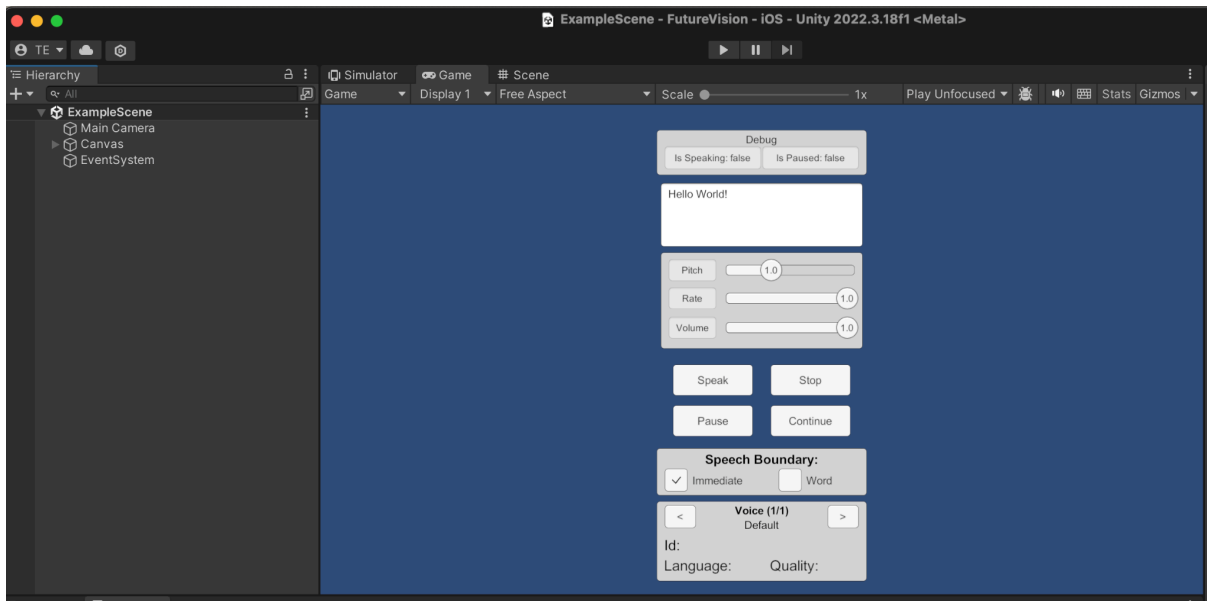 ExampleScene - FutureVision - iOS - Unity 2022.3.18f1 <Metal>
TE
Hierarchy
All
ExampleScene
Main Camera
Canvas
EventSystem
Simulator Game Scene
Game Display 1 Free Aspect Scale 1x Play Unfocused Stats Gizmos
Debug
Is Speaking: false Is Paused: false
Hello World!
Pitch 1.0
Rate 1.0
Volume 1.0
Speak Stop
Pause Continue
Speech Boundary:
Immediate Word
< Voice (1/1) >
Default
Id:
Language: Quality: